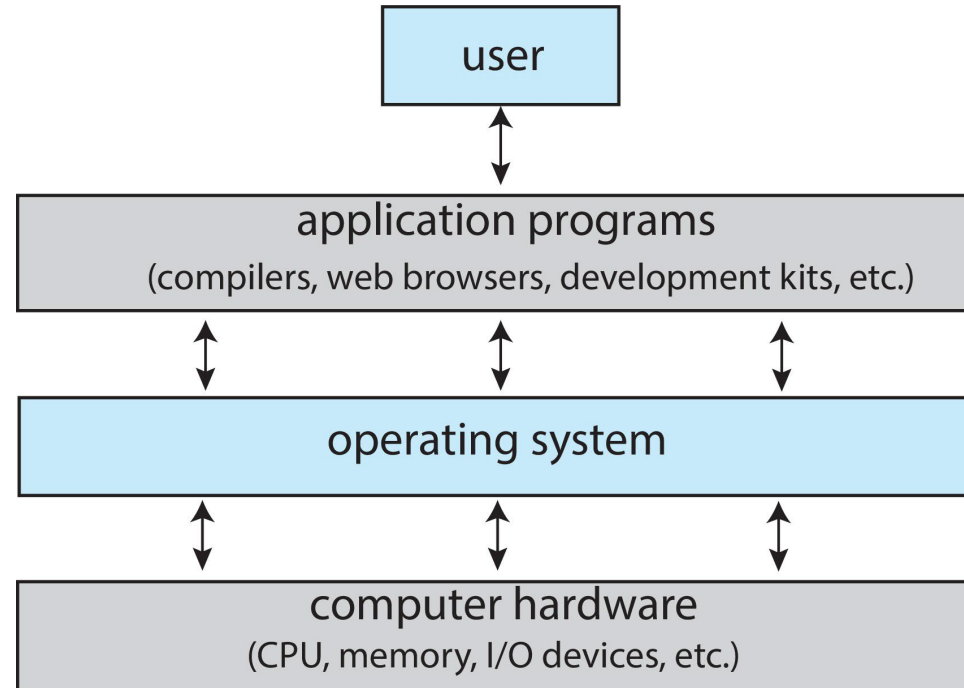 user
application programs
(compilers, web browsers, development kits, etc.)
operating system
computer hardware
(CPU, memory, I/O devices, etc.)